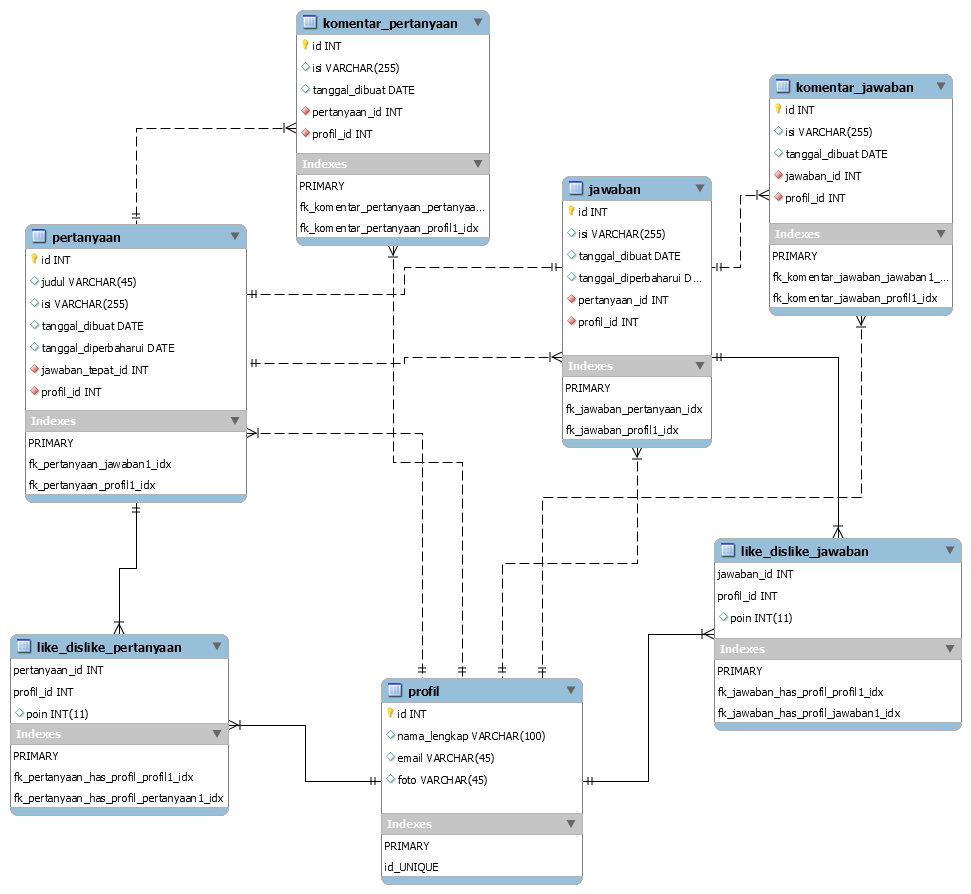 komentar_pertanyaan
id INT
isi VARCHAR(255)
tanggal_dibuat DATE
pertanyaan_id INT
profil_id INT
Indexes
PRIMARY
fk_komentar_pertanyaan_pertanyaa...
fk_komentar_pertanyaan_profil1_idx
komentar_jawaban
id INT
isi VARCHAR(255)
tanggal_dibuat DATE
jawaban_id INT
profil_id INT
Indexes
PRIMARY
fk_komentar_jawaban_jawaban1_...
fk_komentar_jawaban_profil1_idx
jawaban
id INT
isi VARCHAR(255)
tanggal_dibuat DATE
tanggal_diperbaharui D...
pertanyaan_id INT
profil_id INT
Indexes
PRIMARY
fk_jawaban_pertanyaan_idx
fk_jawaban_profil1_idx
pertanyaan
id INT
judul VARCHAR(45)
isi VARCHAR(255)
tanggal_dibuat DATE
tanggal_diperbaharui DATE
jawaban_tepat_id INT
profil_id INT
Indexes
PRIMARY
fk_pertanyaan_jawaban1_idx
fk_pertanyaan_profil1_idx
like_dislike_jawaban
jawaban_id INT
profil_id INT
poin INT(11)
Indexes
PRIMARY
fk_jawaban_has_profil_profil1_idx
fk_jawaban_has_profil_jawaban1_idx
like_dislike_pertanyaan
pertanyaan_id INT
profil_id INT
poin INT(11)
Indexes
PRIMARY
fk_pertanyaan_has_profil_profil1_idx
fk_pertanyaan_has_profil_pertanyaan1_idx
profil
id INT
nama_lengkap VARCHAR(100)
email VARCHAR(45)
foto VARCHAR(45)
Indexes
PRIMARY
id_UNIQUE